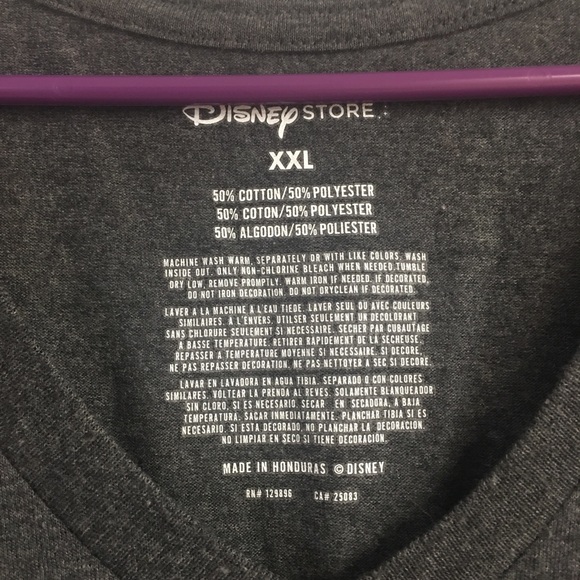 Disney STORE
XXL
50% COTTON/50% POLYESTER
50% COTON/50% POLYESTER
50% ALGODON/50% POLIESTER
MACHINE WASH WARM, SEPARATELY OR WITH LIKE COLORS, WASH
INSIDE OUT. ONLY NON-CHLORINE BLEACH WHEN NEEDED.TUMBLE
DRY LOW, REMOVE PROMPTLY. WARM IRON IF NEEDED. IF DECORATED,
DO NOT IRON DECORATION. DO NOT DRYCLEAN IF DECORATED.
LAVER A LA MACHINE A L'EAU TIEDE. LAVER SEUL OU AVEC COULEURS
SIMILAIRES. A L'ENVERS. UTILSER SEULEMENT UN DECOLORANT
SANS CHLORURE SEULEMENT SI NECESSAIRE. SECHER PAR CUBAUTAGE
A BASSE TEMPERATURE. RETIRER RAPIDEMENT DE LA SECHEUSE.
REPASSER A TEMPERATURE MOYENNE SI NECESSAIRE. SI DECORE,
NE PAS REPASSER DECORATION. NE PAS NETTOYER A SEC SI DECORE.
LAVAR EN LAVADORA EN AGUA TIBIA. SEPARADO O CON COLORES
SIMILARES. VOLTEAR LA PRENDA AL REVES. SOLAMENTE BLANQUEADOR
SIN CLORO, SI ES NECESARIO. SECAR EN SECADORA, A BAJA
TEMPERATURA. SACAR INMEDIATAMENTE. PLANCHAR TIBIA SI ES
NECESARIO. SI ESTA DECORADO, NO PLANCHAR LA DECORACION.
NO LIMPIAR EN SECO SI TIENE DECORACION.
MADE IN HONDURAS © DISNEY
RN# 129896 CA# 25083